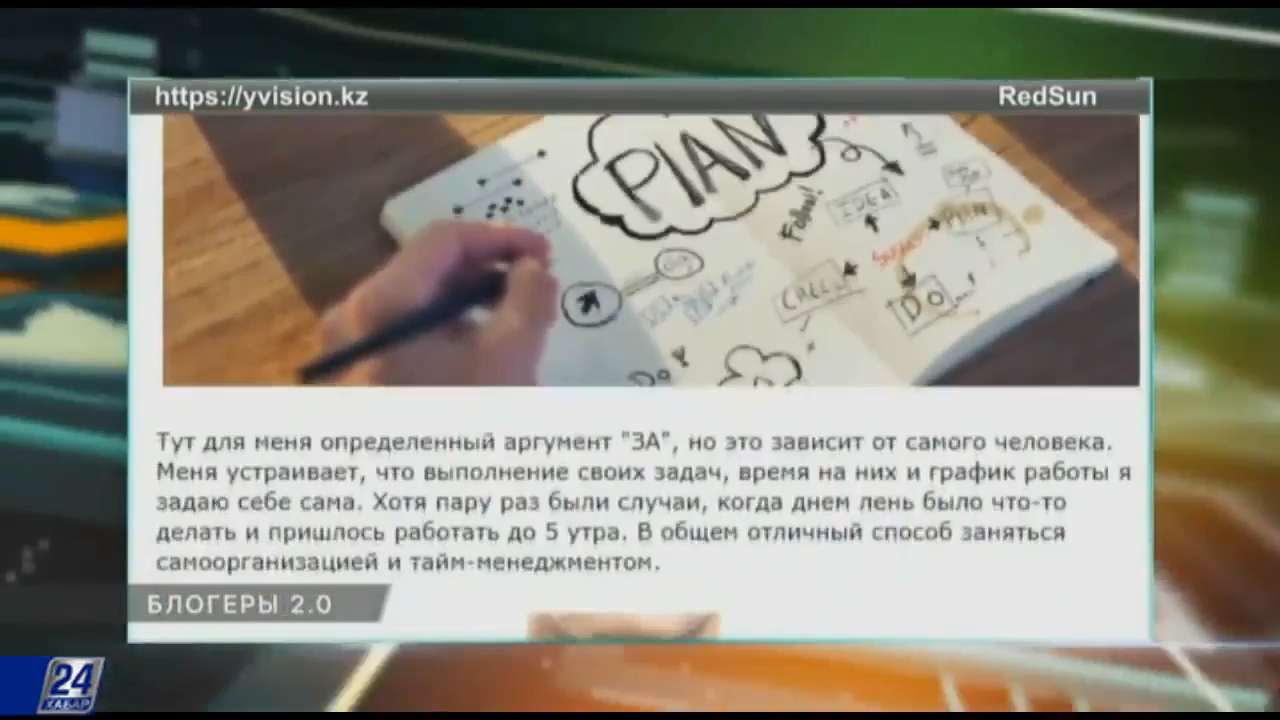 https://yvision.kz
RedSun
PLAN
Follow!
IDEA
PLAN
CHECK
DO
Do
Тут для меня определенный аргумент "ЗА", но это зависит от самого человека.
Меня устраивает, что выполнение своих задач, время на них и график работы я
задаю себе сама. Хотя пару раз были случаи, когда днем лень было что-то
делать и пришлось работать до 5 утра. В общем отличный способ заняться
самоорганизацией и тайм-менеджментом.
БЛОГЕРЫ 2.0
24
ХАБАР